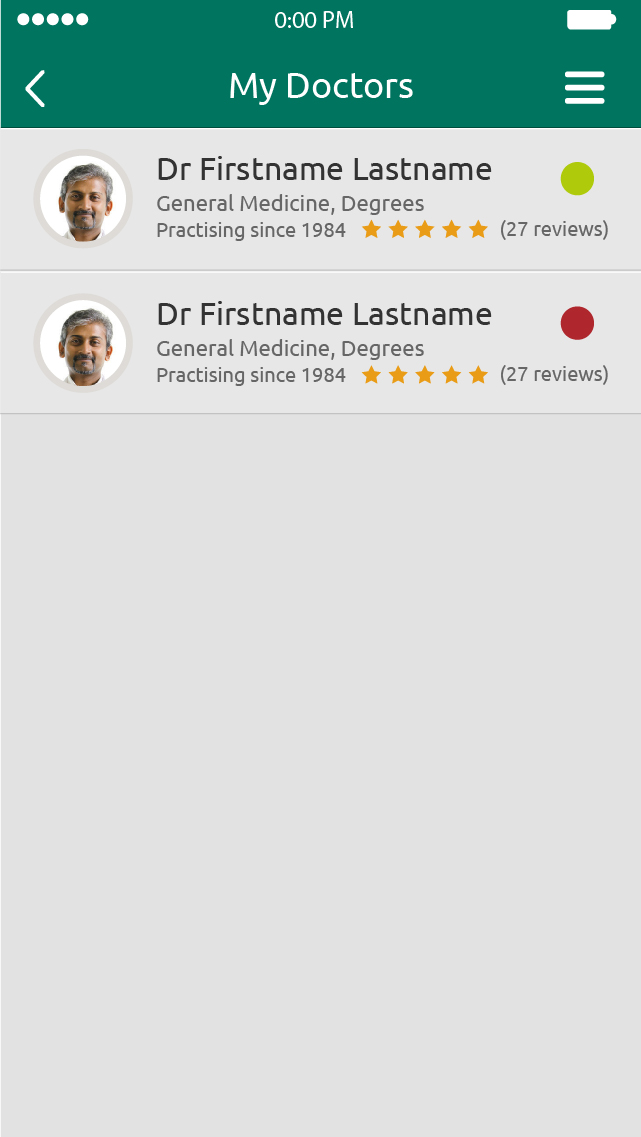 0:00 PM
My Doctors
Dr Firstname Lastname
General Medicine, Degrees
Practising since 1984 (27 reviews)
Dr Firstname Lastname
General Medicine, Degrees
Practising since 1984 (27 reviews)